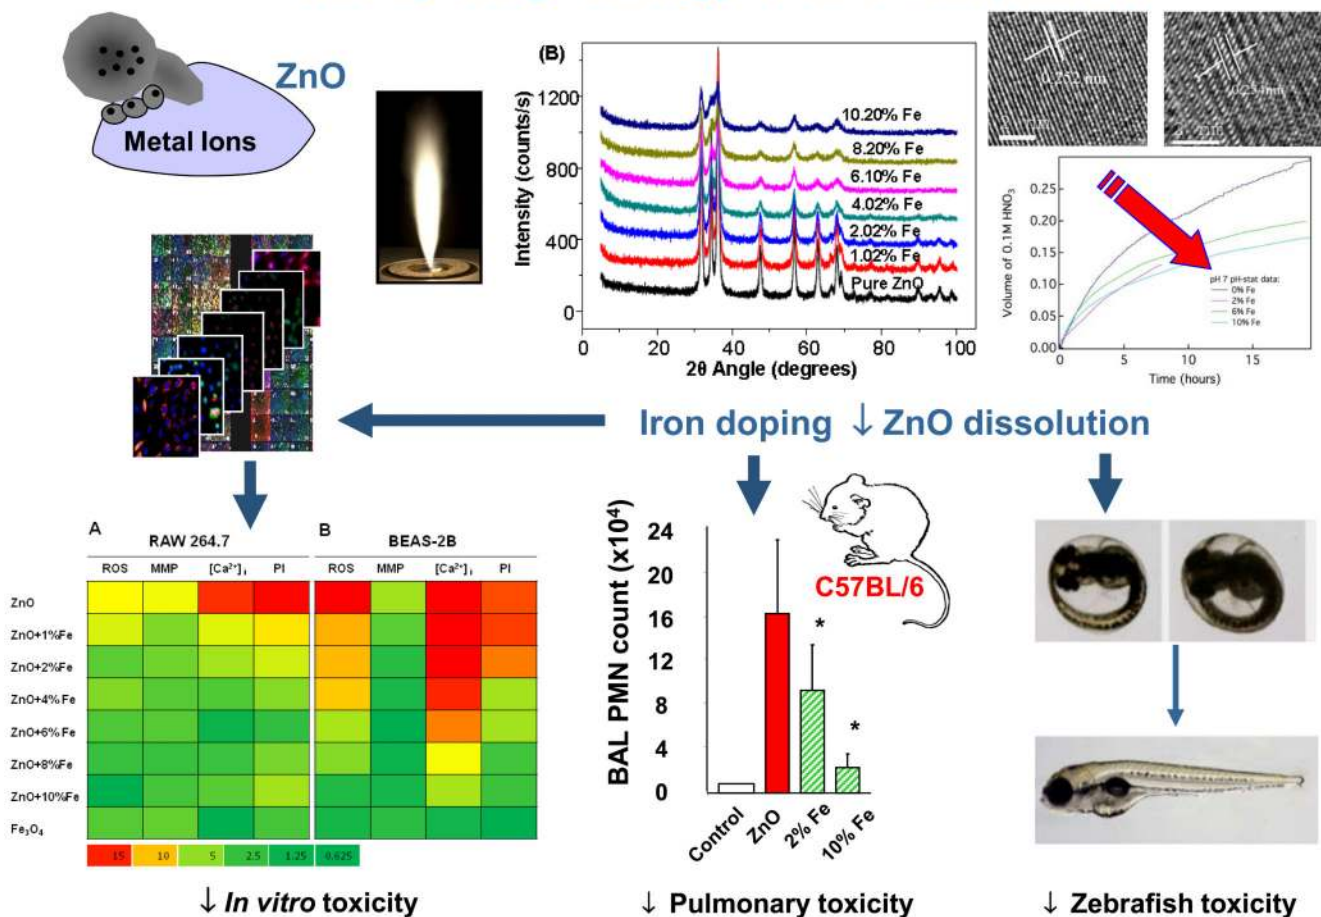 ZnO
Metal Ions
(B)
Intensity (counts/s)
1200
800
400
0
10.20% Fe
8.20% Fe
6.10% Fe
4.02% Fe
2.02% Fe
1.02% Fe
Pure ZnO
0 20 40 60 80 100
2θ Angle (degrees)
0.252 nm
0.254nm
Volume of 0.1M HNO₃
0.25
0.20
0.15
0.10
0.05
0.00
pH 7 pH-stat data:
0% Fe
2% Fe
6% Fe
10% Fe
0 5 10 15
Time (hours)
Iron doping ↓ ZnO dissolution
A B
RAW 264.7 BEAS-2B
ROS MMP [Ca²⁺]ᵢ PI ROS MMP [Ca²⁺]ᵢ PI
ZnO
ZnO+1%Fe
ZnO+2%Fe
ZnO+4%Fe
ZnO+6%Fe
ZnO+8%Fe
ZnO+10%Fe
Fe₃O₄
15 10 5 2.5 1.25 0.625
↓ In vitro toxicity
BAL PMN count (x10⁴)
24
20
16
12
8
4
0
C57BL/6
*
*
Control ZnO 2% Fe 10% Fe
↓ Pulmonary toxicity
↓ Zebrafish toxicity